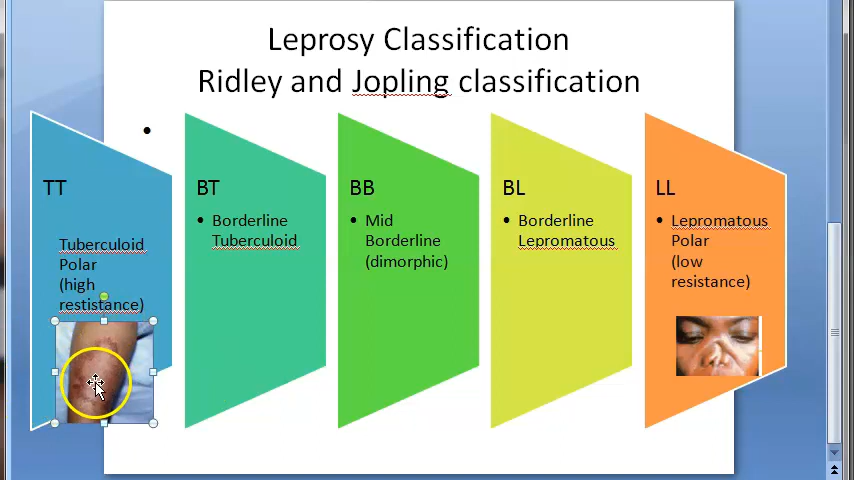 Leprosy Classification
Ridley and Jopling classification
•
TT
Tuberculoid
Polar
(high
restistance)
BT
• Borderline
Tuberculoid
BB
• Mid
Borderline
(dimorphic)
BL
• Borderline
Lepromatous
LL
• Lepromatous
Polar
(low
resistance)